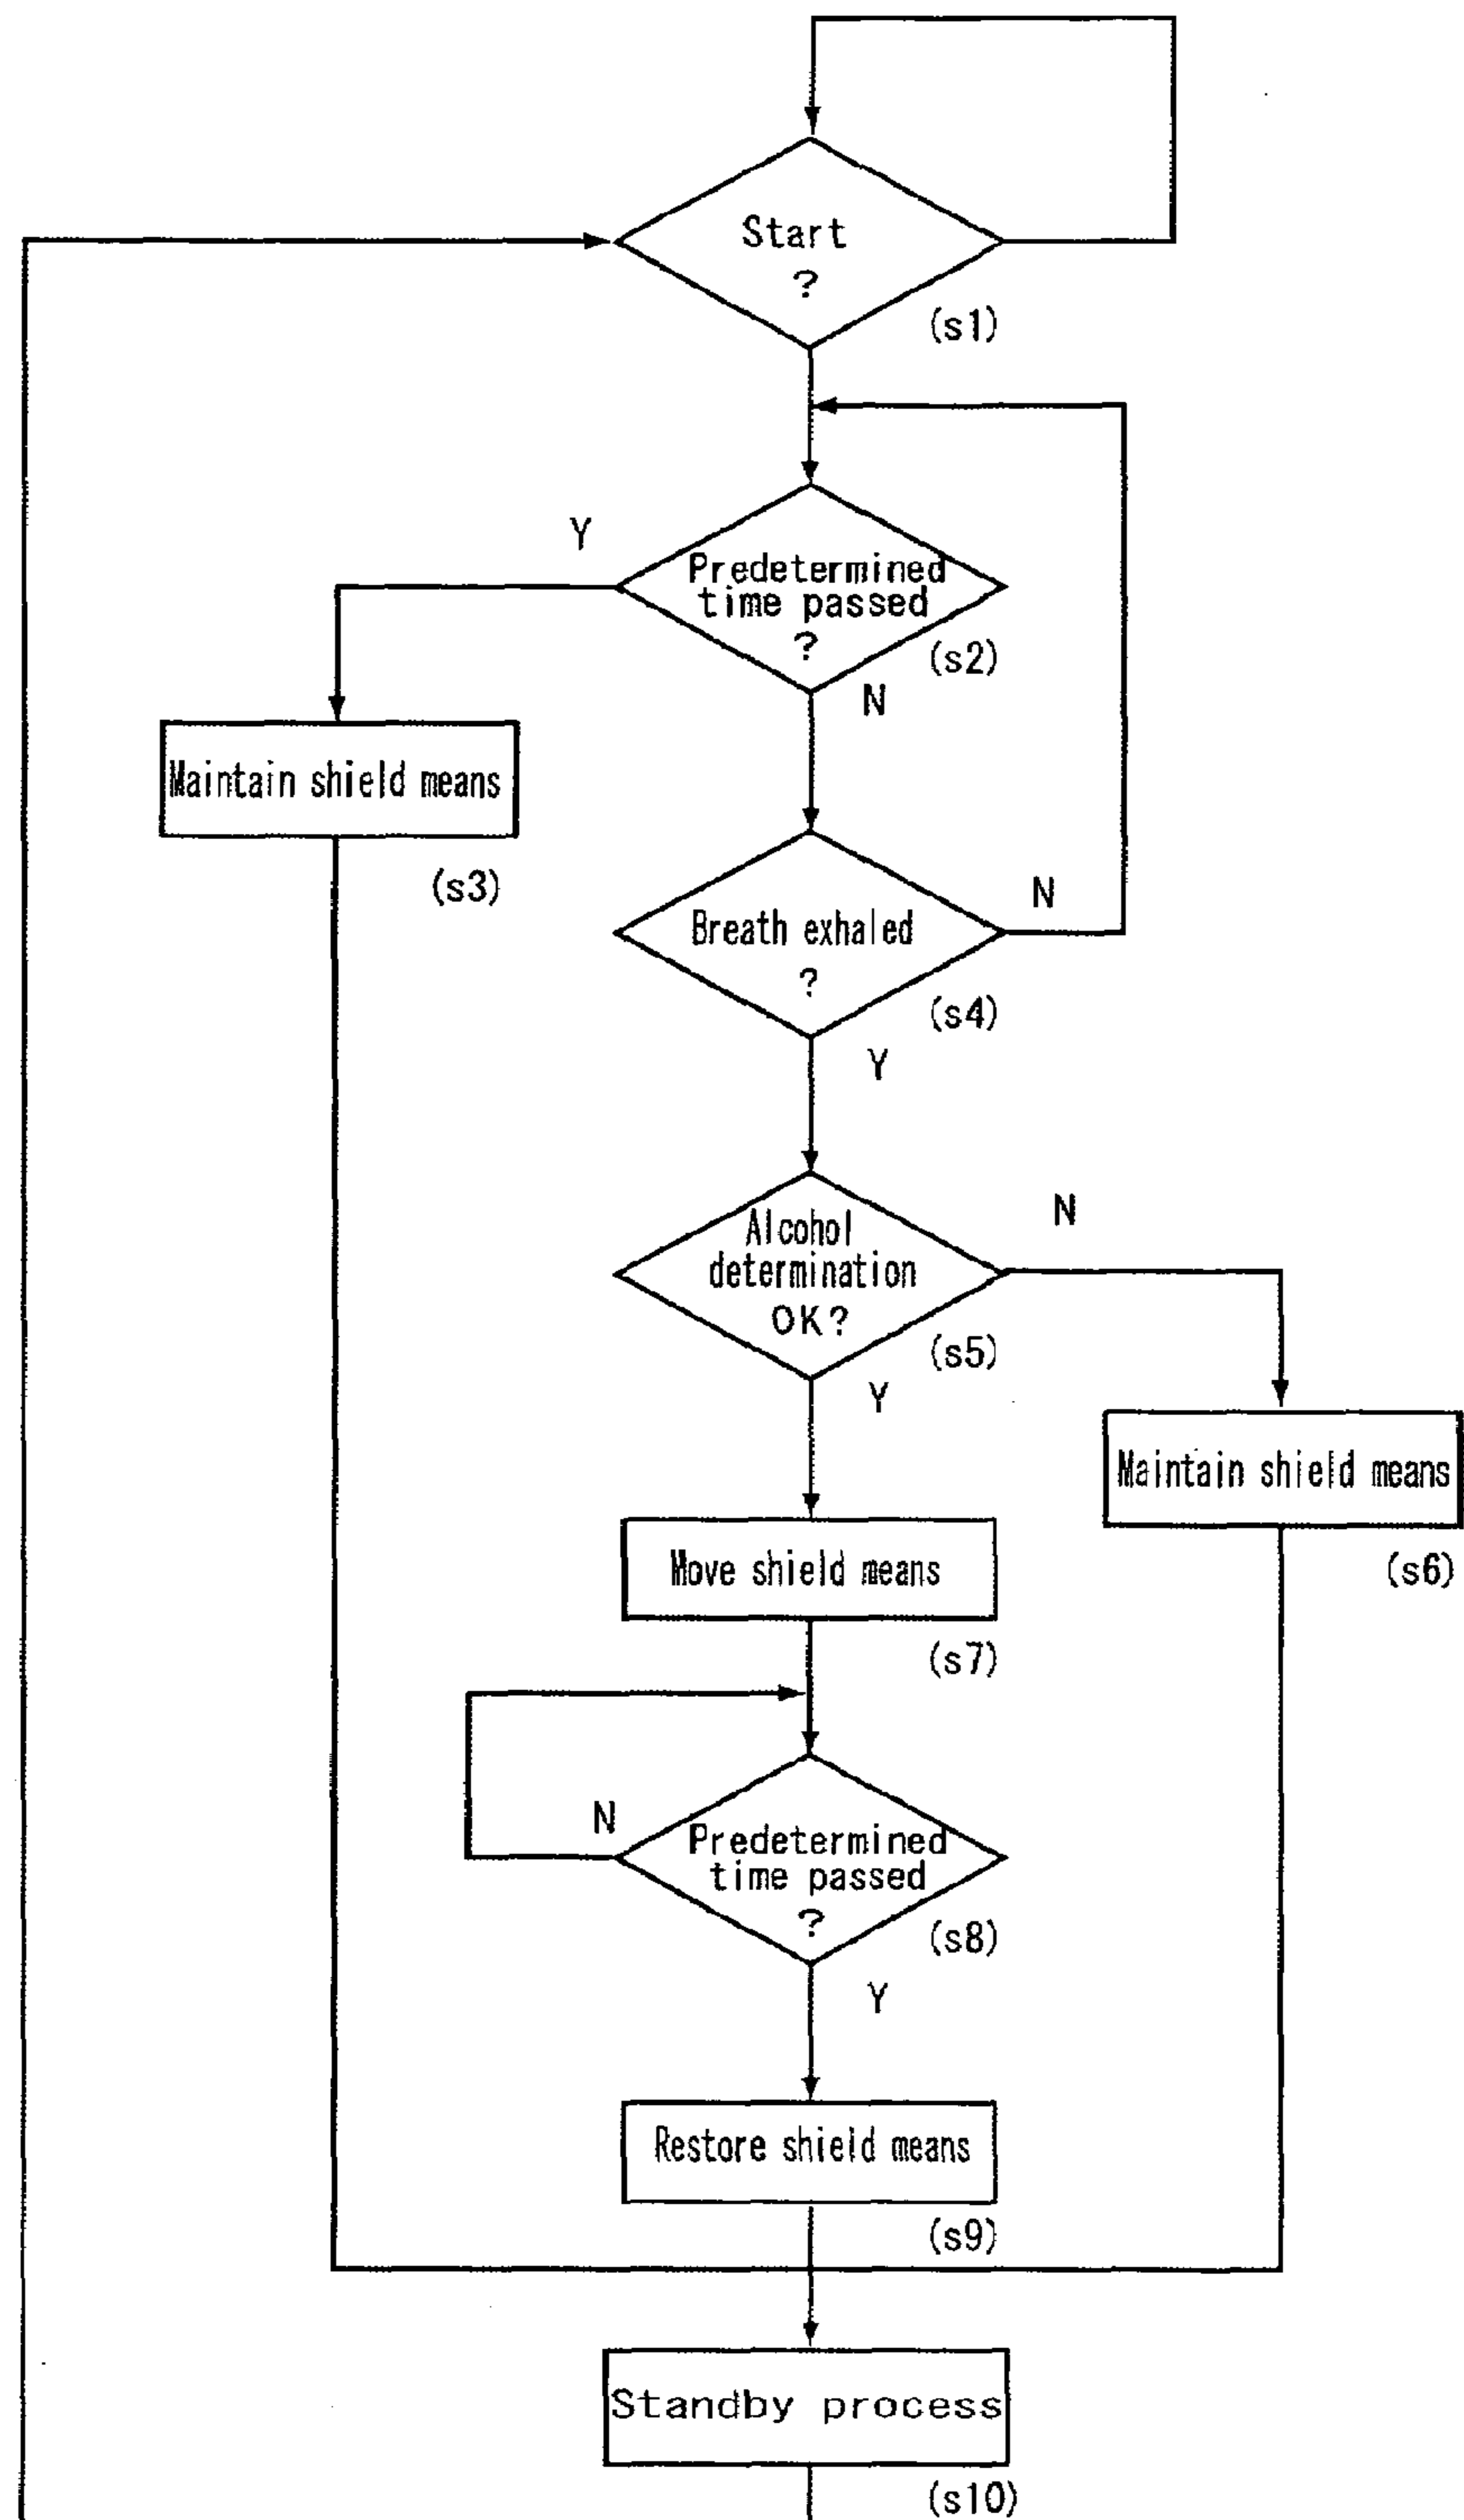 Start
?
(s1)
Y
Predetermined
time passed
?
(s2)
N
Maintain shield means
(s3)
Breath exhaled
?
N
(s4)
Y
Alcohol
determination
OK?
N
(s5)
Y
Maintain shield means
(s6)
Move shield means
(s7)
N
Predetermined
time passed
?
(s8)
Y
Restore shield means
(s9)
Standby process
(s10)